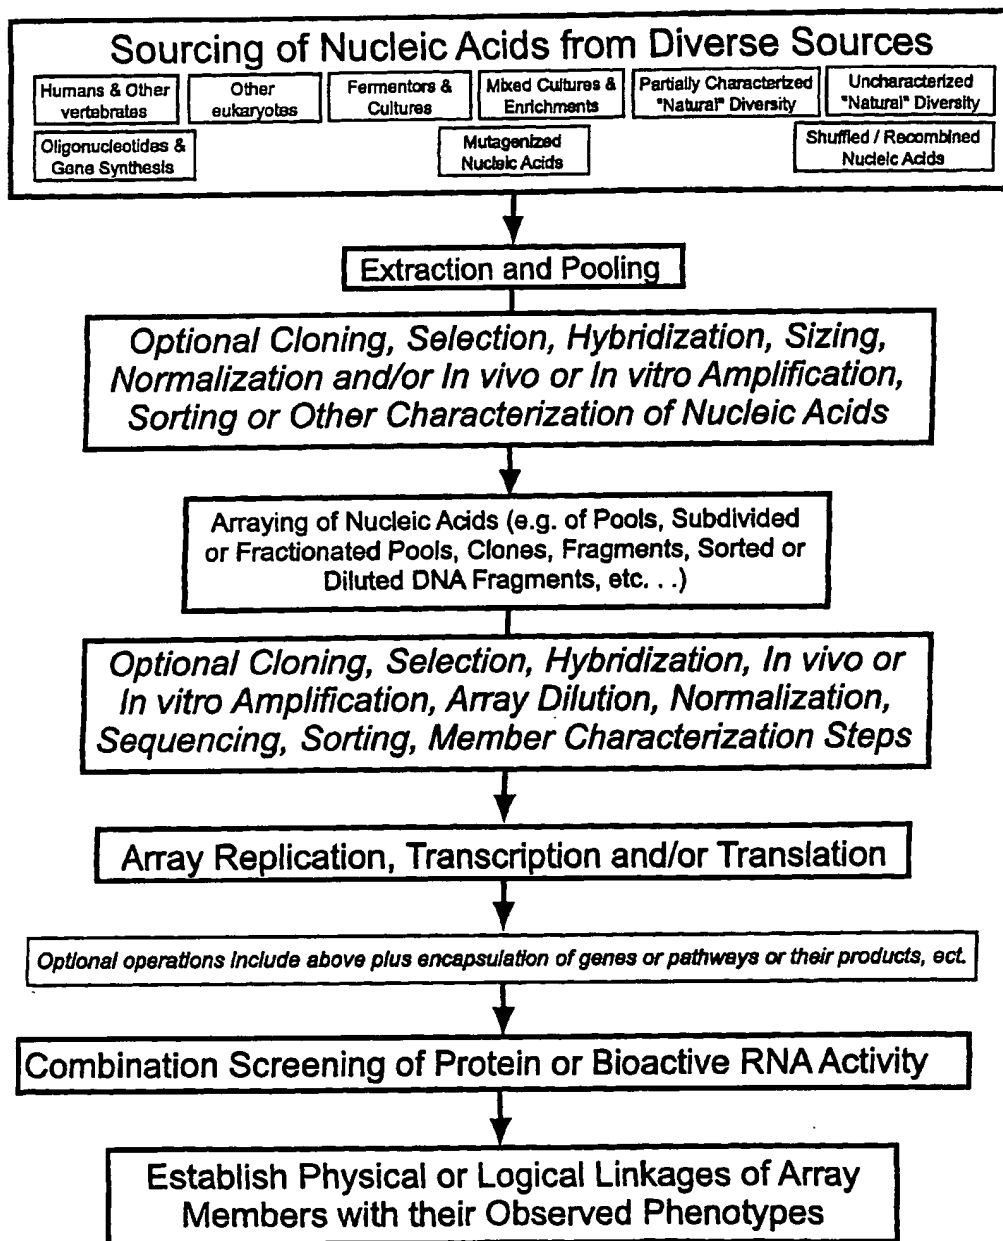 Sourcing of Nucleic Acids from Diverse Sources
Humans & Other
vertebrates
Other
eukaryotes
Fermentors &
Cultures
Mixed Cultures &
Enrichments
Partially Characterized
"Natural" Diversity
Uncharacterized
"Natural" Diversity
Oligonucleotides &
Gene Synthesis
Mutagenized
Nucleic Acids
Shuffled / Recombined
Nucleic Acids
Extraction and Pooling
Optional Cloning, Selection, Hybridization, Sizing,
Normalization and/or In vivo or In vitro Amplification,
Sorting or Other Characterization of Nucleic Acids
Arraying of Nucleic Acids (e.g. of Pools, Subdivided
or Fractionated Pools, Clones, Fragments, Sorted or
Diluted DNA Fragments, etc. . .)
Optional Cloning, Selection, Hybridization, In vivo or
In vitro Amplification, Array Dilution, Normalization,
Sequencing, Sorting, Member Characterization Steps
Array Replication, Transcription and/or Translation
Optional operations include above plus encapsulation of genes or pathways or their products, ect.
Combination Screening of Protein or Bioactive RNA Activity
Establish Physical or Logical Linkages of Array
Members with their Observed Phenotypes